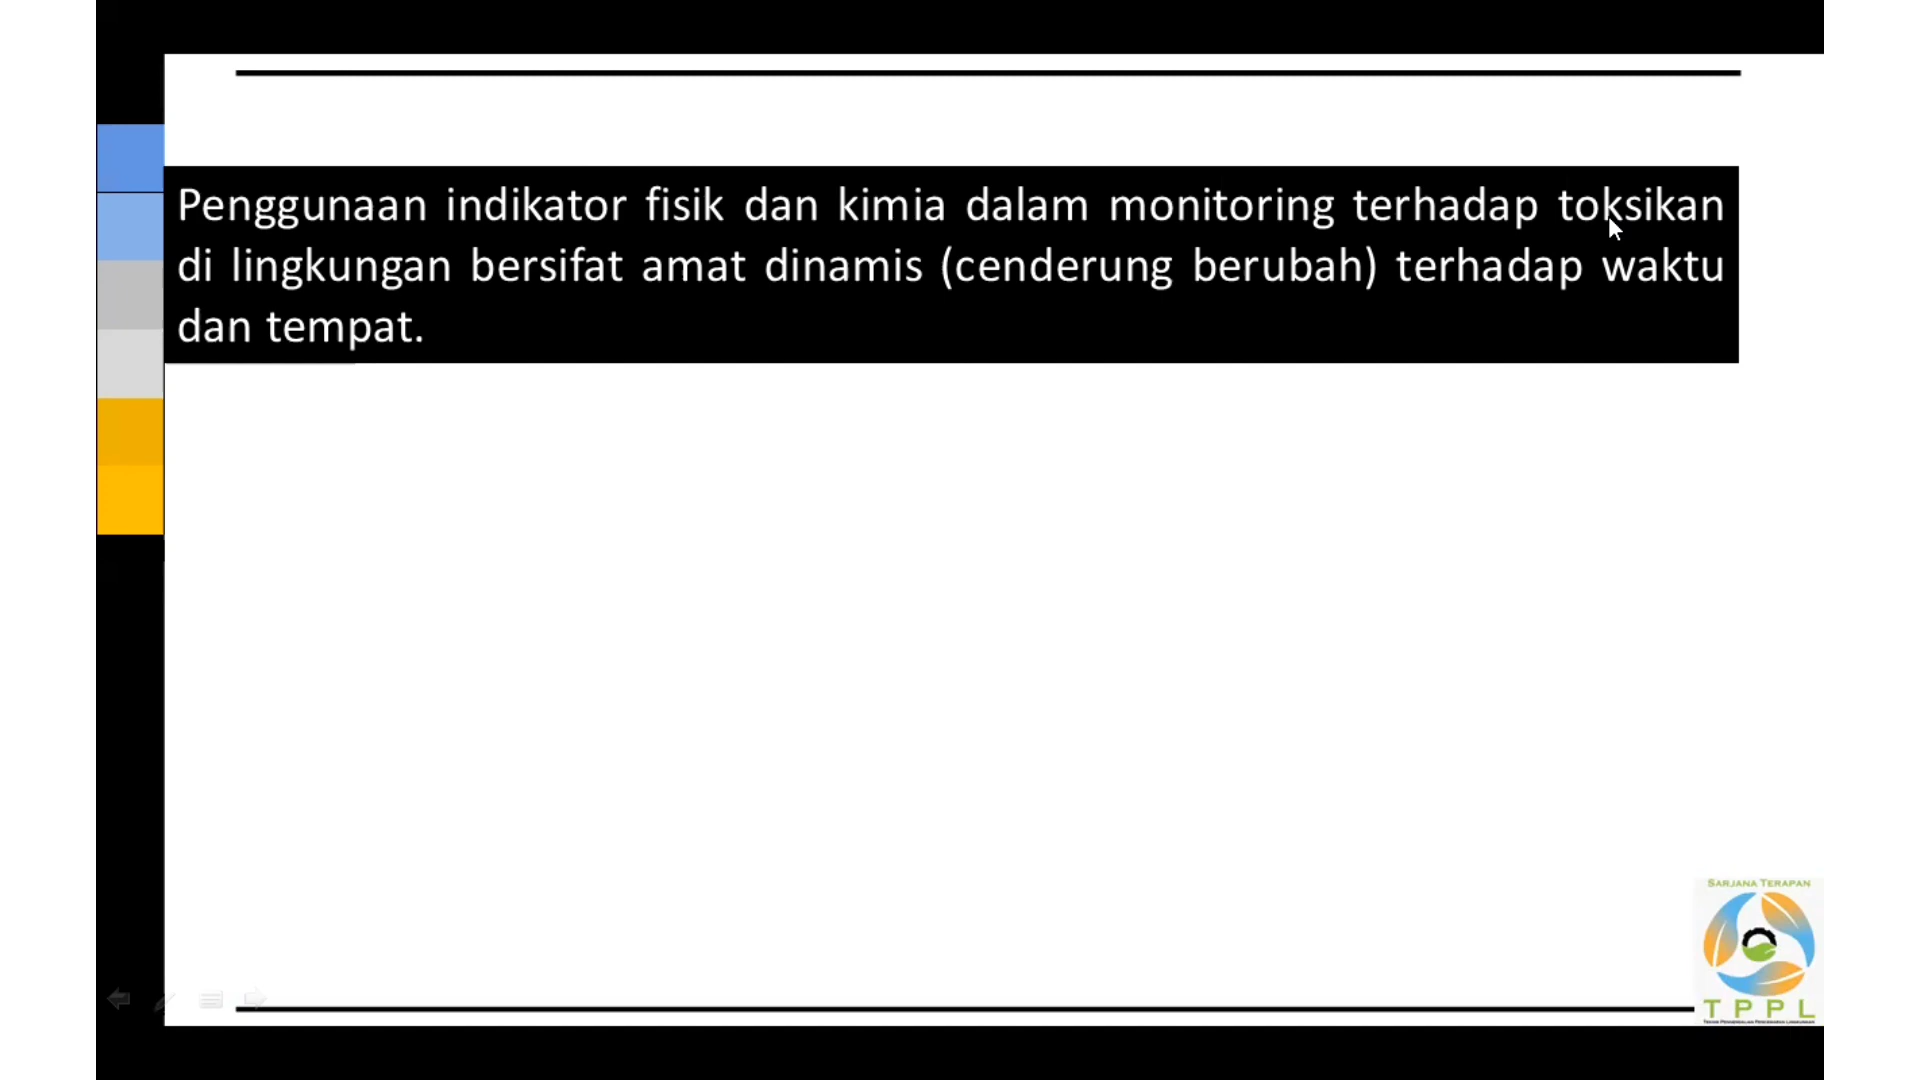 Penggunaan indikator fisik dan kimia dalam monitoring terhadap toksikan
di lingkungan bersifat amat dinamis (cenderung berubah) terhadap waktu
dan tempat.
SARJANA TERAPAN
TPPL